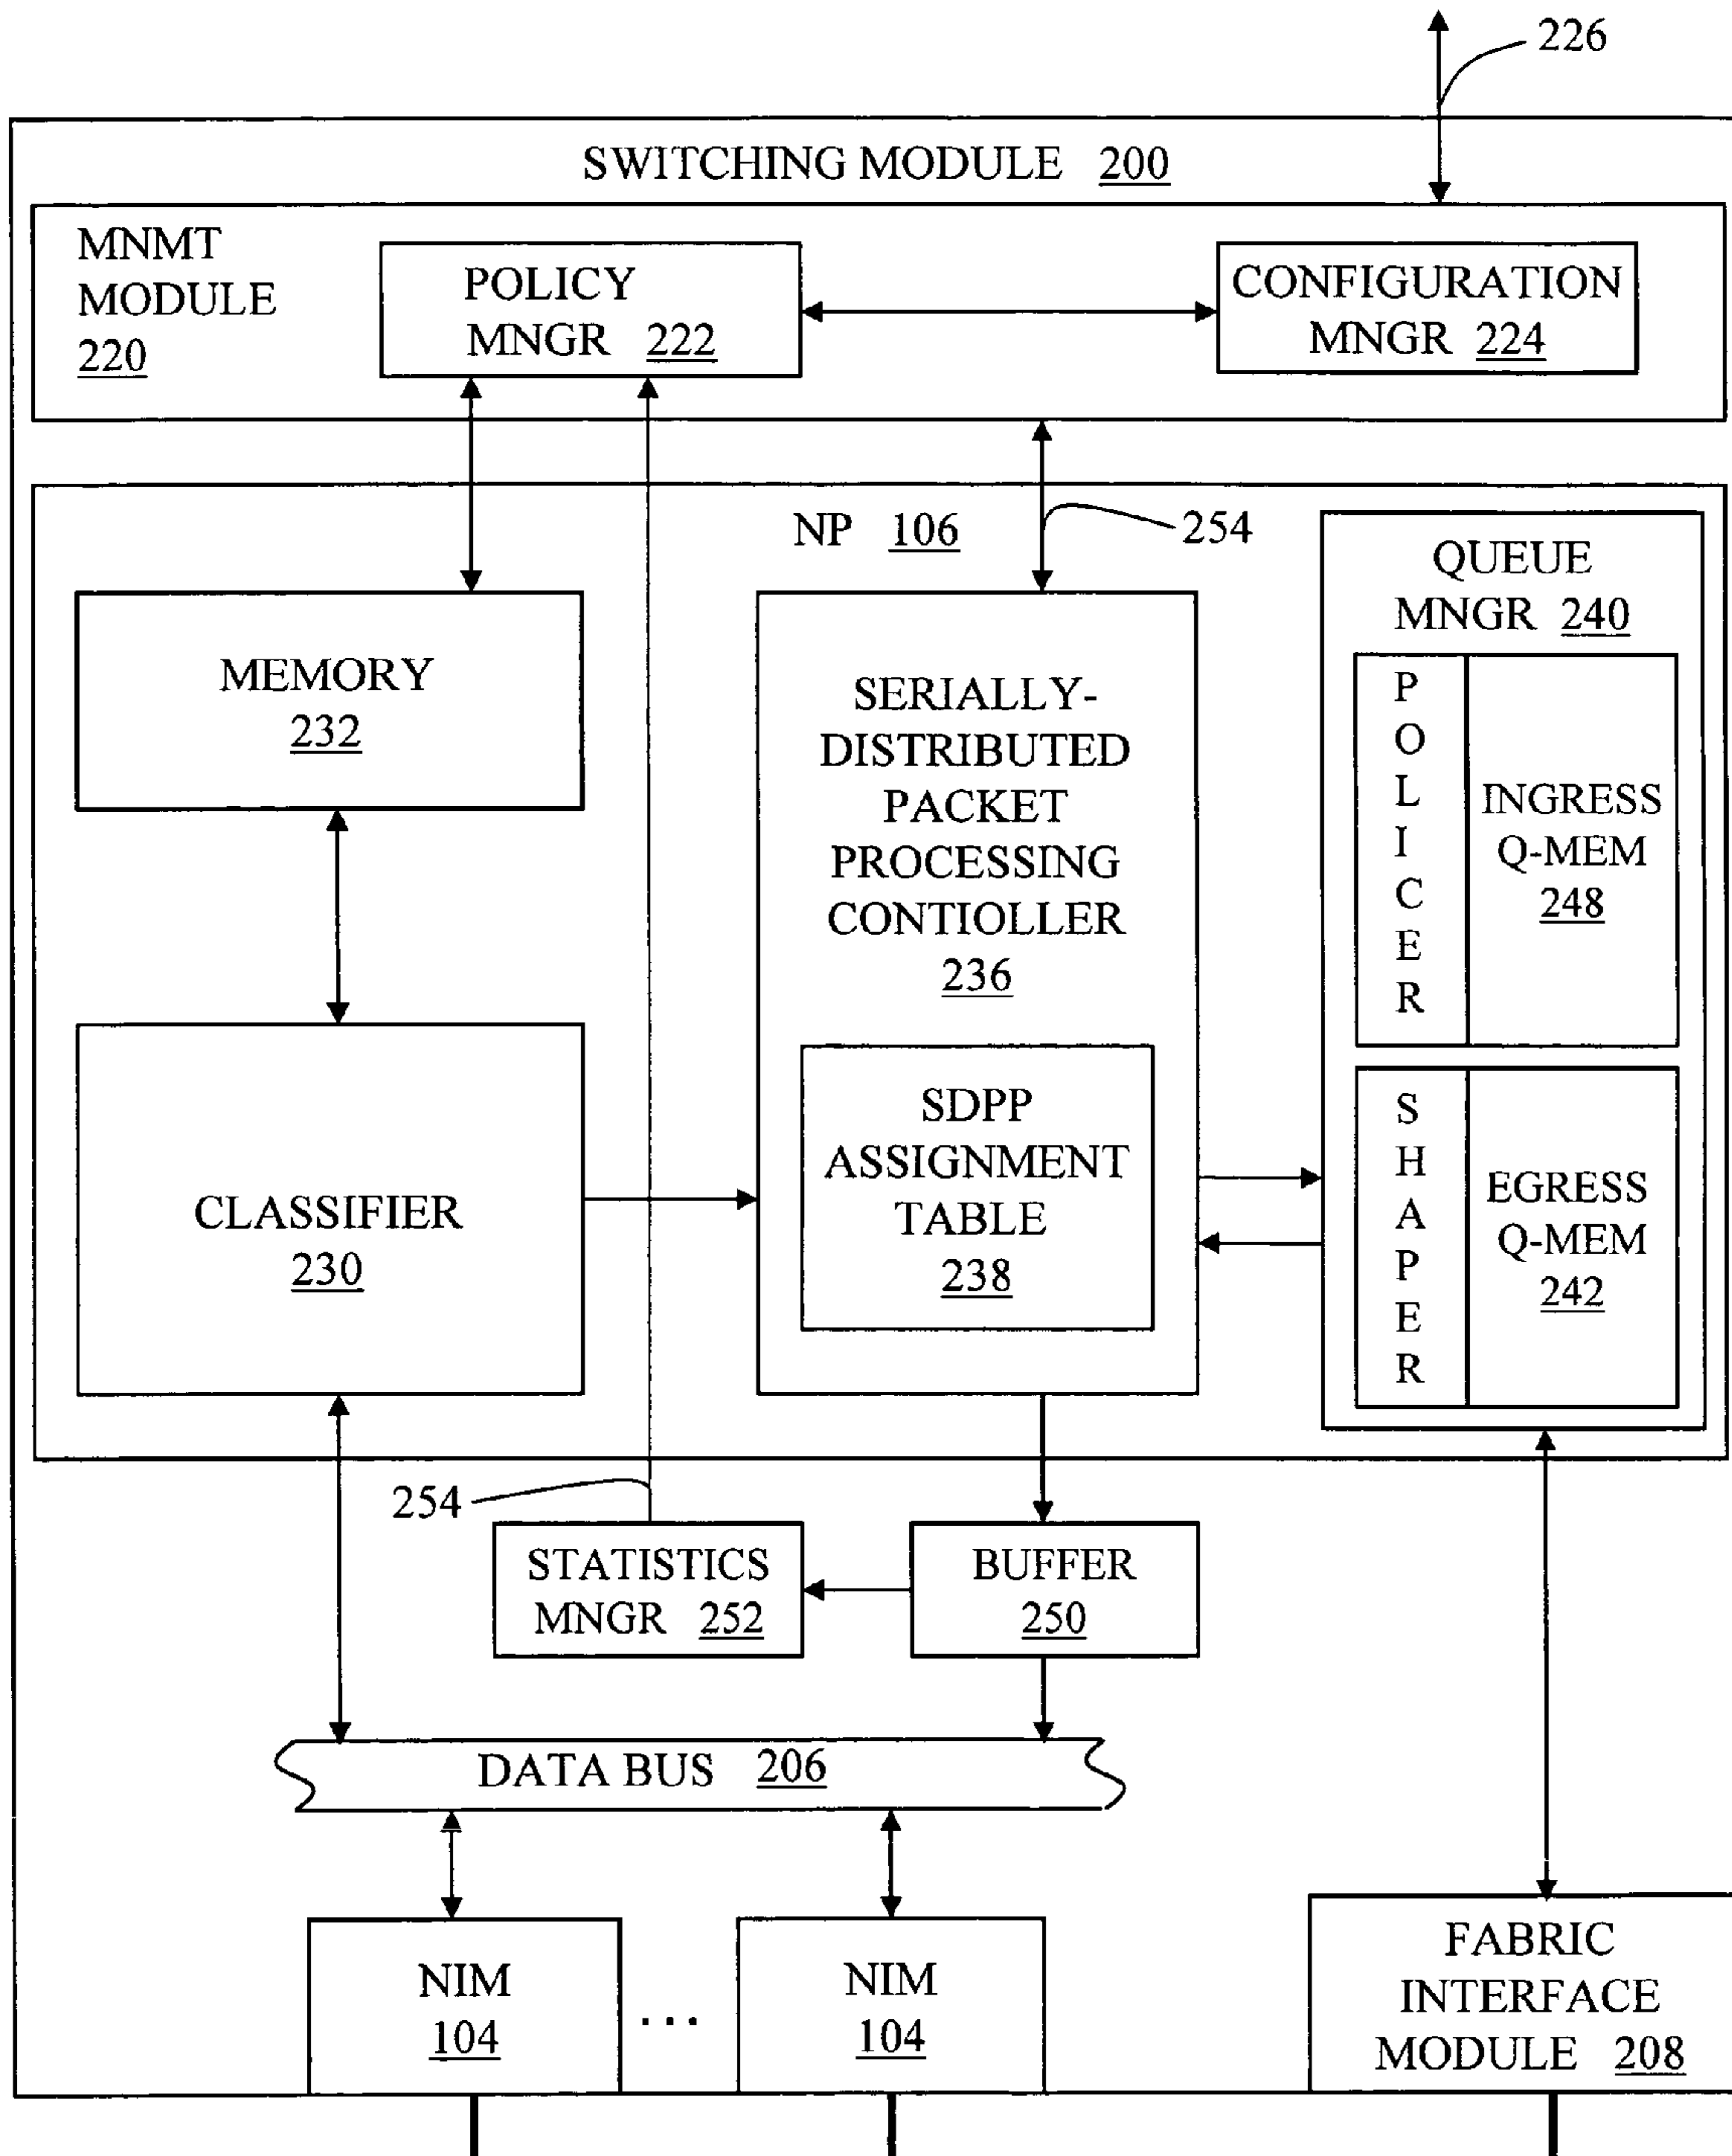 226
SWITCHING MODULE 200
MNMT
MODULE
220
POLICY
MNGR 222
CONFIGURATION
MNGR 224
NP 106
254
MEMORY
232
SERIALLY-
DISTRIBUTED
PACKET
PROCESSING
CONTIOLLER
236
SDPP
ASSIGNMENT
TABLE
238
QUEUE
MNGR 240
POLICER
INGRESS
Q-MEM
248
SHAPER
EGRESS
Q-MEM
242
CLASSIFIER
230
254
STATISTICS
MNGR 252
BUFFER
250
DATA BUS 206
NIM
104
...
NIM
104
FABRIC
INTERFACE
MODULE 208